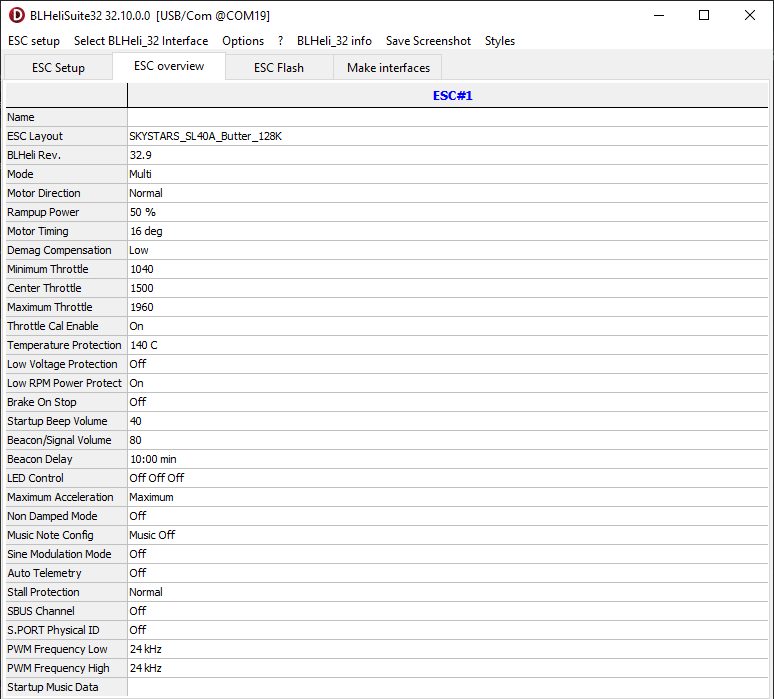 BLHeliSuite32 32.10.0.0 [USB/Com @COM19]
ESC setup Select BLHeli_32 Interface Options ? BLHeli_32 info Save Screenshot Styles
ESC Setup ESC overview ESC Flash Make interfaces
ESC#1
Name
ESC Layout SKYSTARS_SL40A_Butter_128K
BLHeli Rev. 32.9
Mode Multi
Motor Direction Normal
Rampup Power 50 %
Motor Timing 16 deg
Demag Compensation Low
Minimum Throttle 1040
Center Throttle 1500
Maximum Throttle 1960
Throttle Cal Enable On
Temperature Protection 140 C
Low Voltage Protection Off
Low RPM Power Protect On
Brake On Stop Off
Startup Beep Volume 40
Beacon/Signal Volume 80
Beacon Delay 10:00 min
LED Control Off Off Off
Maximum Acceleration Maximum
Non Damped Mode Off
Music Note Config Music Off
Sine Modulation Mode Off
Auto Telemetry Off
Stall Protection Normal
SBUS Channel Off
S.PORT Physical ID Off
PWM Frequency Low 24 kHz
PWM Frequency High 24 kHz
Startup Music Data